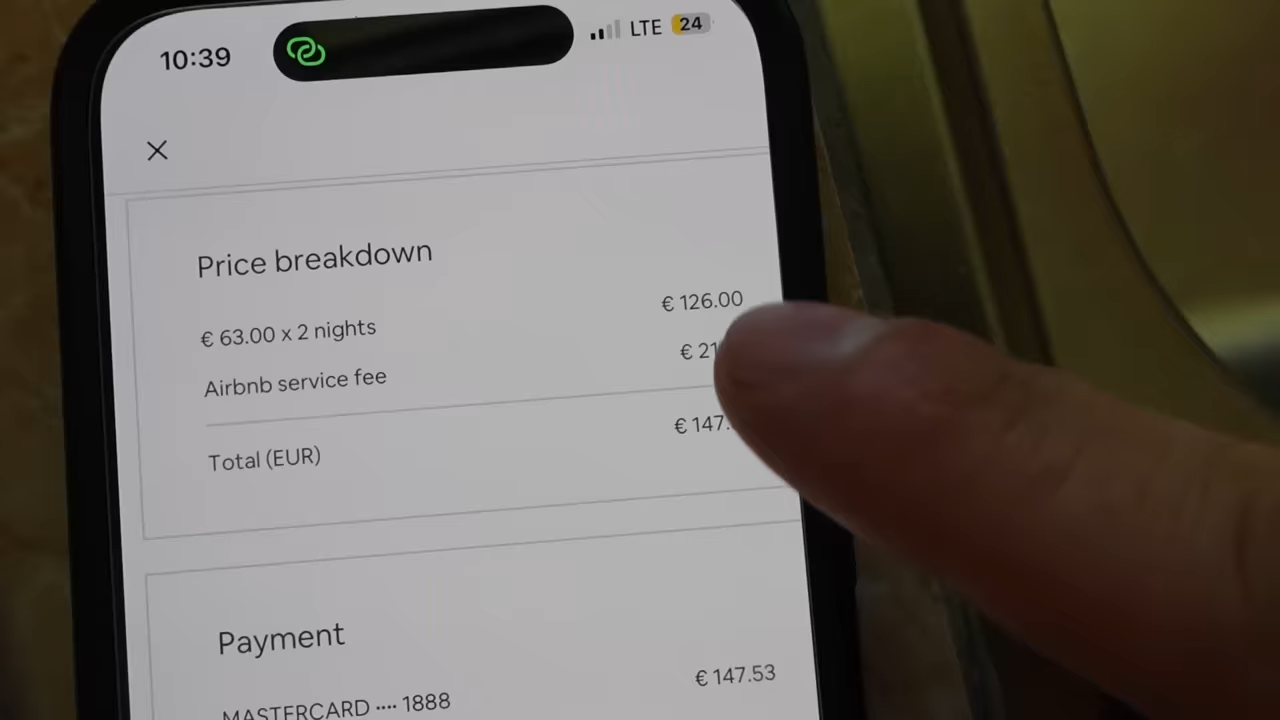 10:39
LTE 24
Price breakdown
€ 63.00 x 2 nights € 126.00
Airbnb service fee € 21
Total (EUR) € 147.
Payment
MASTERCARD •••• 1888 € 147.53